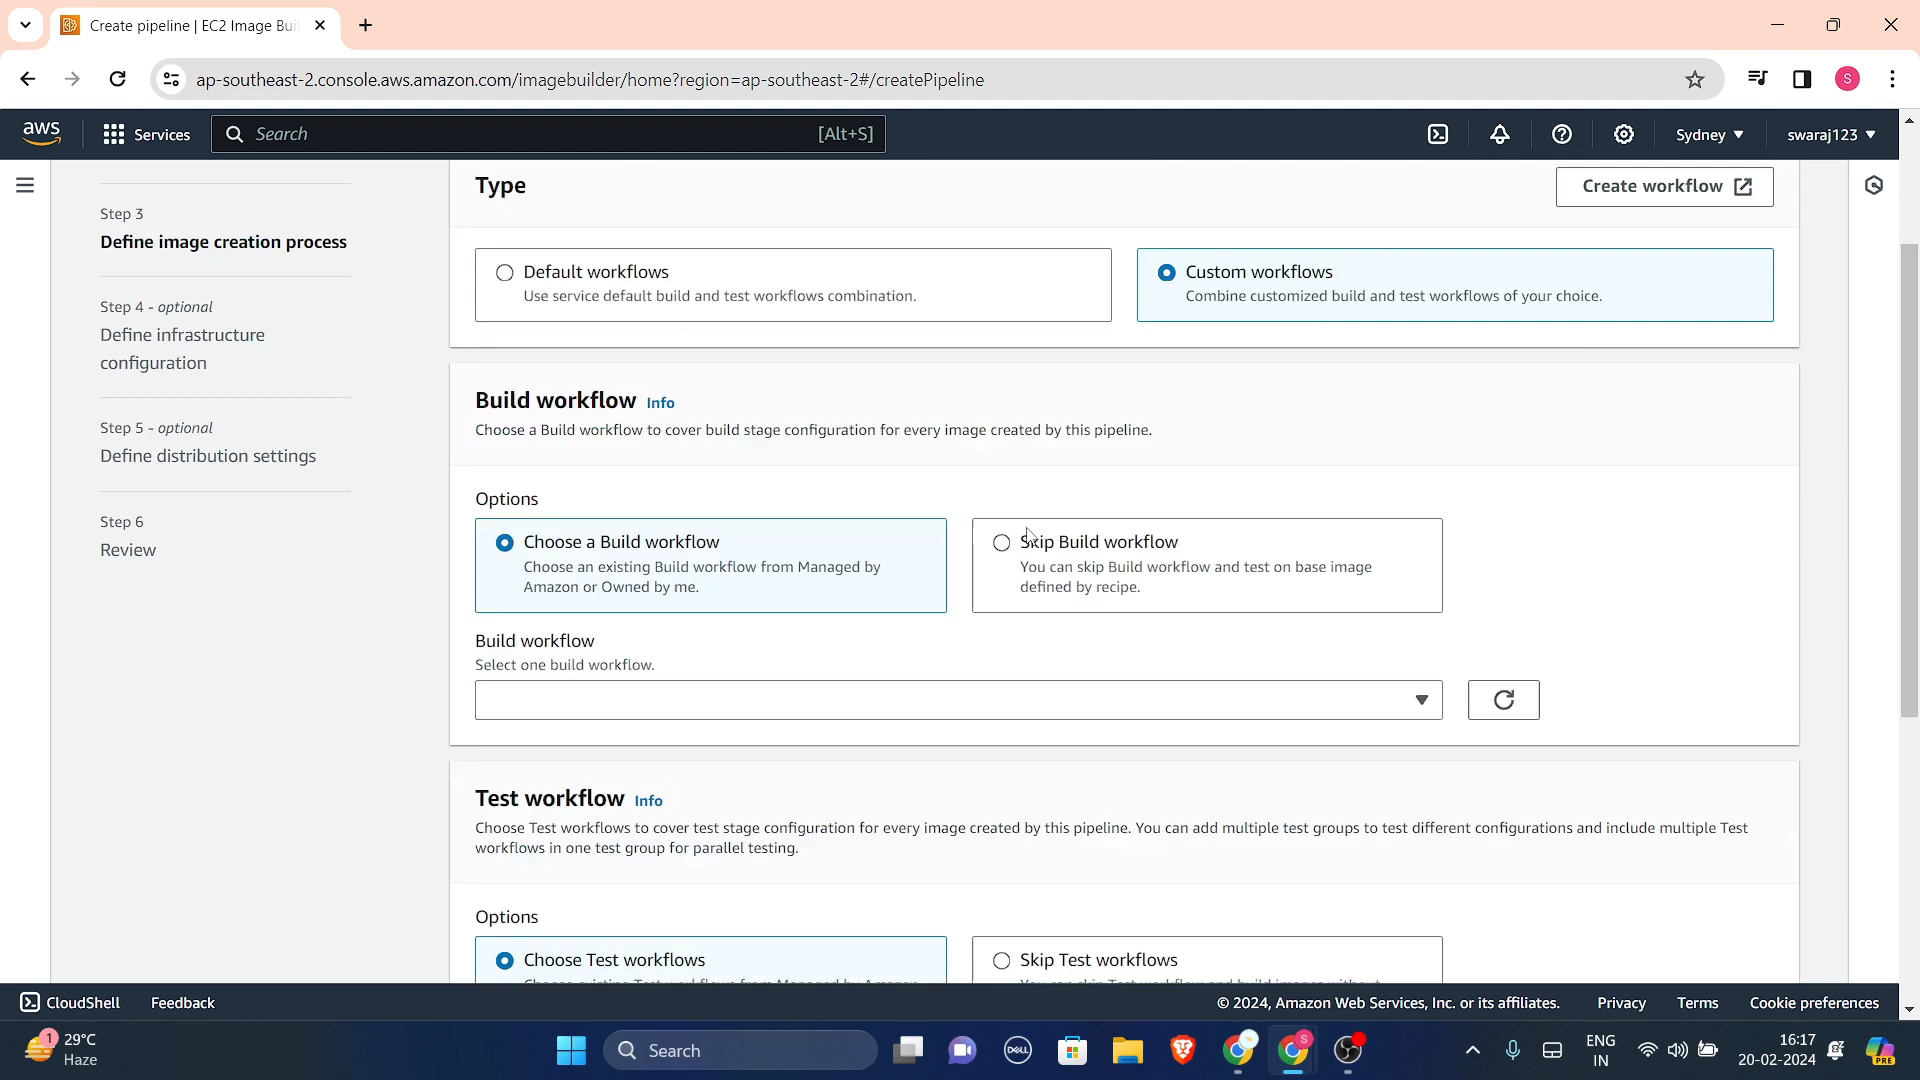 Create pipeline | EC2 Image Bui
ap-southeast-2.console.aws.amazon.com/imagebuilder/home?region=ap-southeast-2#/createPipeline
S
aws
Services
Search
[Alt+S]
Sydney
swaraj123
Step 3
Define image creation process
Step 4 - optional
Define infrastructure
configuration
Step 5 - optional
Define distribution settings
Step 6
Review
Type
Create workflow
Default workflows
Use service default build and test workflows combination.
Custom workflows
Combine customized build and test workflows of your choice.
Build workflow Info
Choose a Build workflow to cover build stage configuration for every image created by this pipeline.
Options
Choose a Build workflow
Choose an existing Build workflow from Managed by
Amazon or Owned by me.
Skip Build workflow
You can skip Build workflow and test on base image
defined by recipe.
Build workflow
Select one build workflow.
Test workflow Info
Choose Test workflows to cover test stage configuration for every image created by this pipeline. You can add multiple test groups to test different configurations and include multiple Test
workflows in one test group for parallel testing.
Options
Choose Test workflows
Skip Test workflows
CloudShell
Feedback
© 2024, Amazon Web Services, Inc. or its affiliates.
Privacy
Terms
Cookie preferences
1
29°C
Haze
Search
DELL
S
ENG
IN
16:17
20-02-2024
PRE